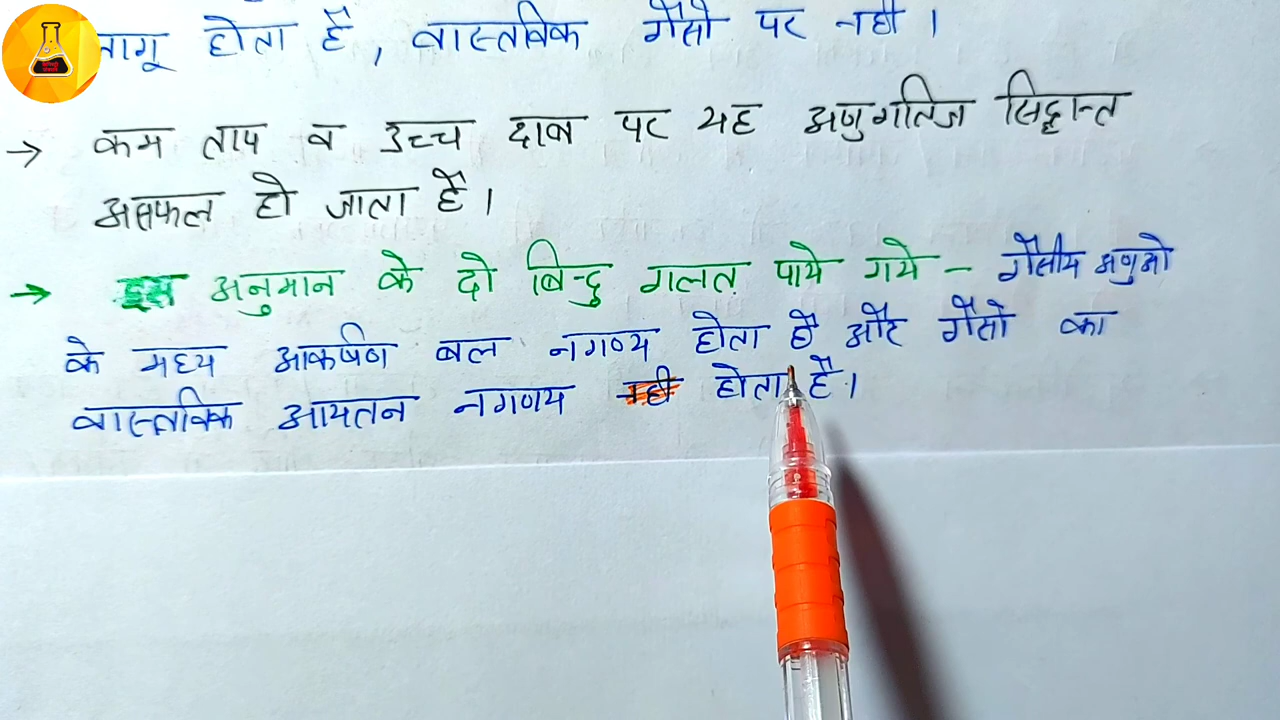 लागू होता है, वास्तविक गैसो पर नही।
→ कम ताप व उच्च दाब पर यह अणुगतिज सिद्धान्त
असफल हो जाता है।
→ इस अनुमान के दो बिन्दु गलत पाये गये – गैसीय अणुओ
के मध्य आकर्षण बल नगण्य होता है और गैसो का
वास्तविक आयतन नगणय नही होता है।